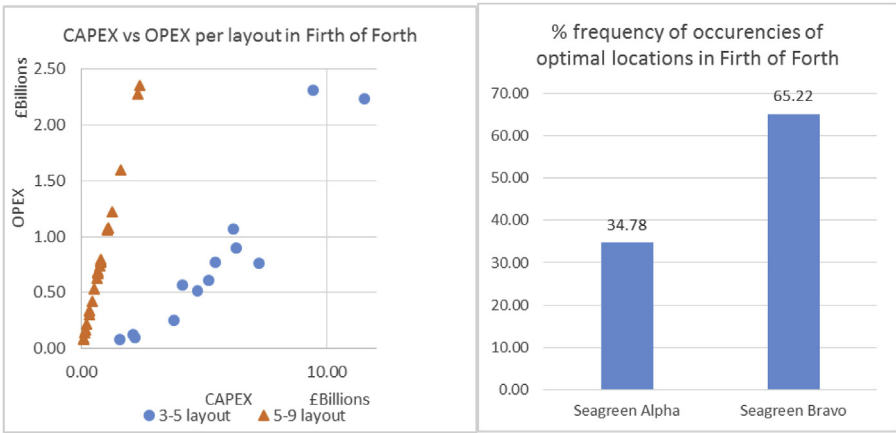 CAPEX vs OPEX per layout in Firth of Forth
£Billions
OPEX
2.50
2.00
1.50
1.00
0.50
0.00
0.00
10.00
CAPEX £Billions
3-5 layout
5-9 layout
% frequency of occurencies of
optimal locations in Firth of Forth
70.00
60.00
50.00
40.00
30.00
20.00
10.00
0.00
34.78
65.22
Seagreen Alpha
Seagreen Bravo